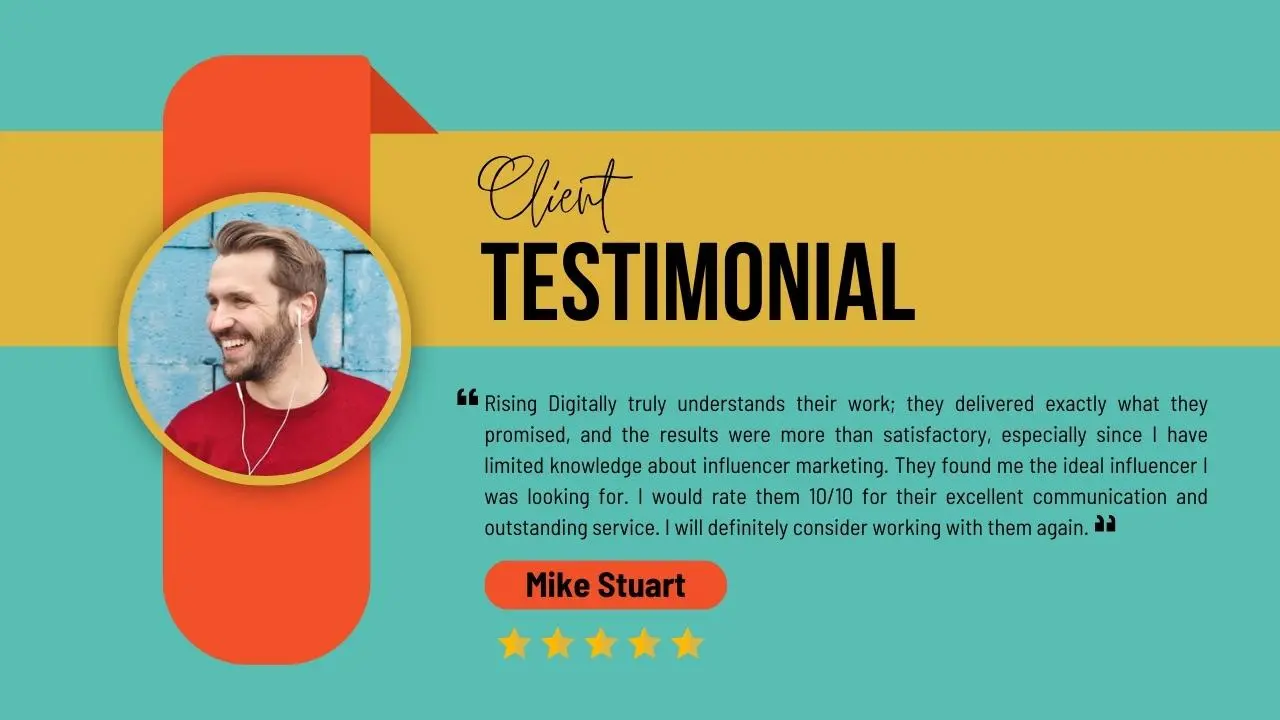 Client
TESTIMONIAL
“ Rising Digitally truly understands their work; they delivered exactly what they
promised, and the results were more than satisfactory, especially since I have
limited knowledge about influencer marketing. They found me the ideal influencer I
was looking for. I would rate them 10/10 for their excellent communication and
outstanding service. I will definitely consider working with them again. ”
Mike Stuart